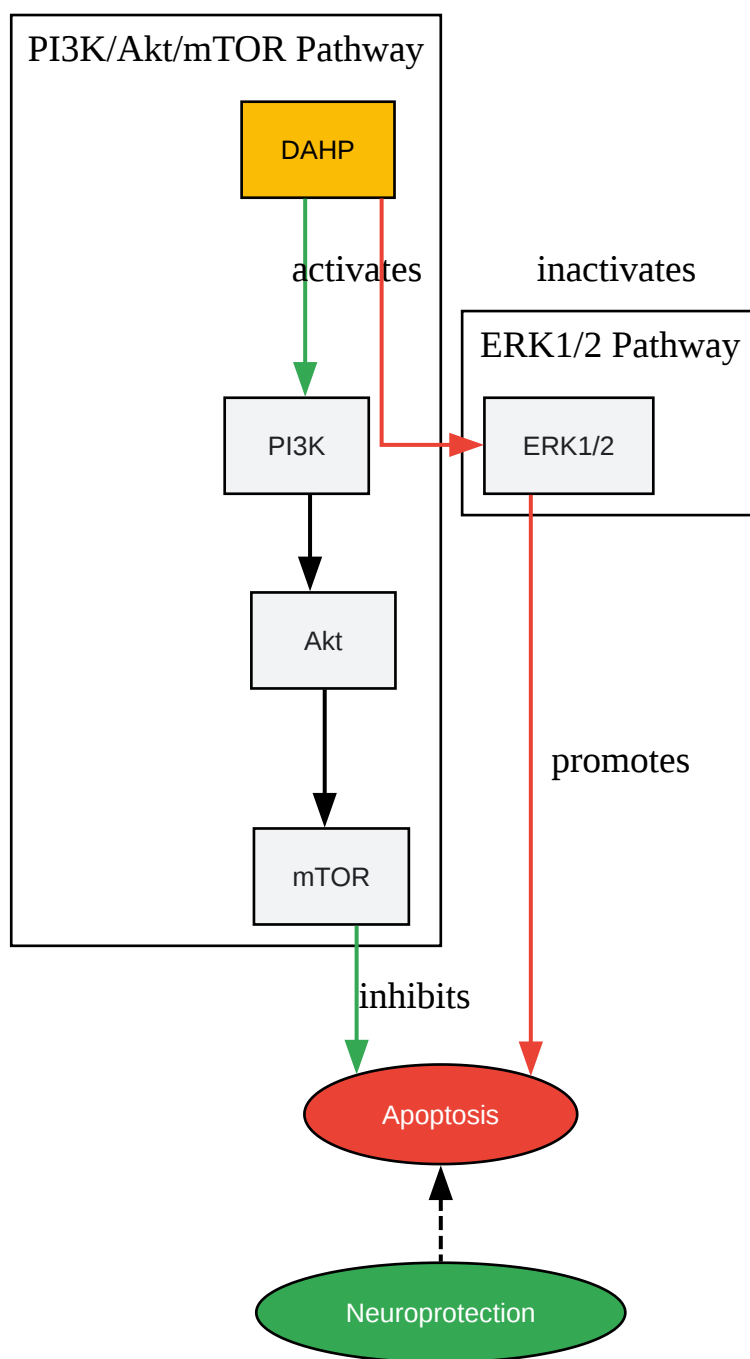 PI3K/Akt/mTOR Pathway
DAHP
activates
inactivates
ERK1/2 Pathway
PI3K
ERK1/2
Akt
promotes
mTOR
inhibits
Apoptosis
Neuroprotection